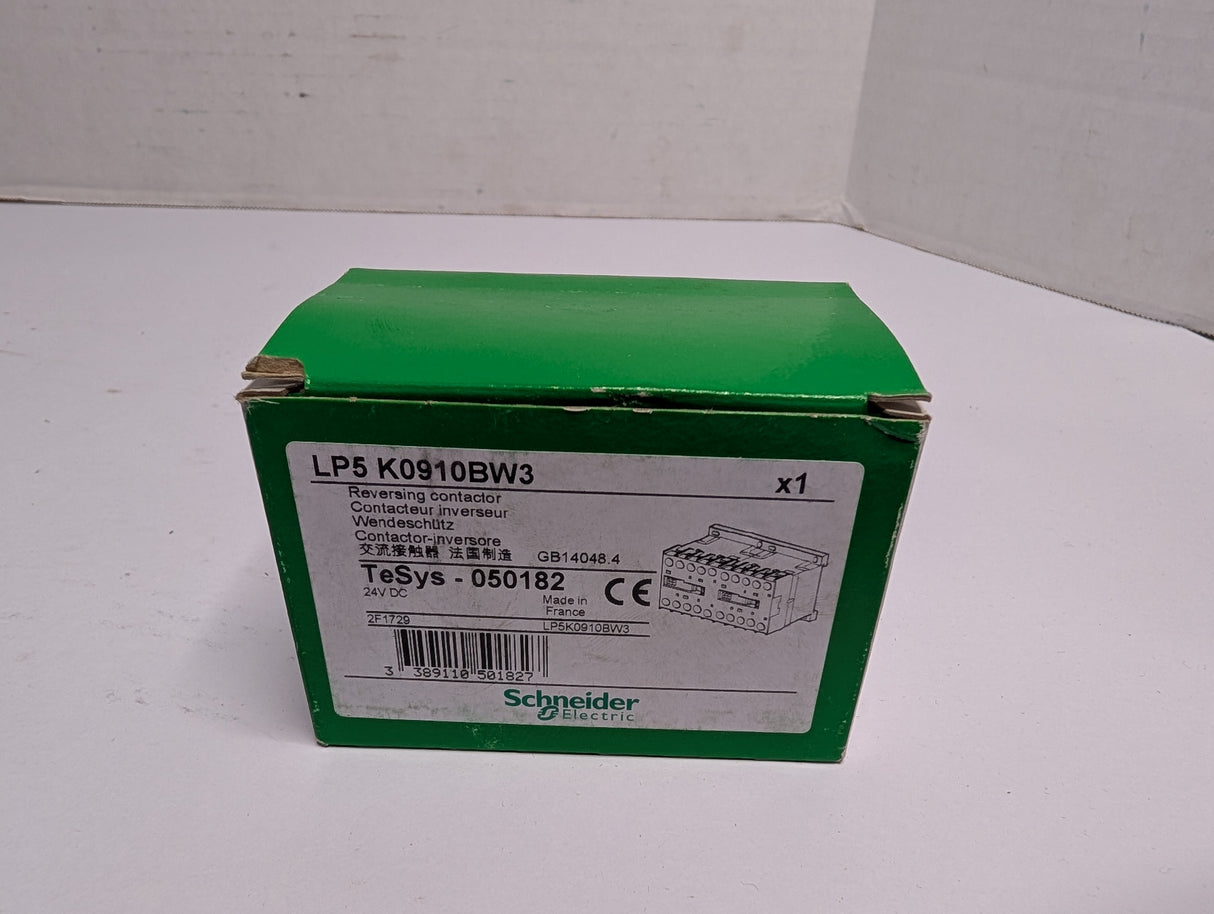 LP5 K0910BW3 x1
Reversing contactor
Contacteur inverseur
Wendeschütz
Contactor-inversore
交流接触器 法国制造 GB14048.4
TeSys - 050182
24V DC
Made in
France
CE
2F1729 LP5K0910BW3
3 389110 501827
Schneider
Electric